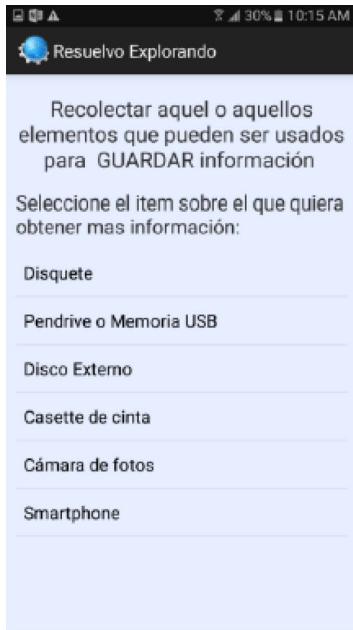 30% 10:15 AM
Resuelvo Explorando
Recolectar aquel o aquellos
elementos que pueden ser usados
para GUARDAR información
Seleccione el item sobre el que quiera
obtener mas información:
Disquete
Pendrive o Memoria USB
Disco Externo
Casette de cinta
Cámara de fotos
Smartphone